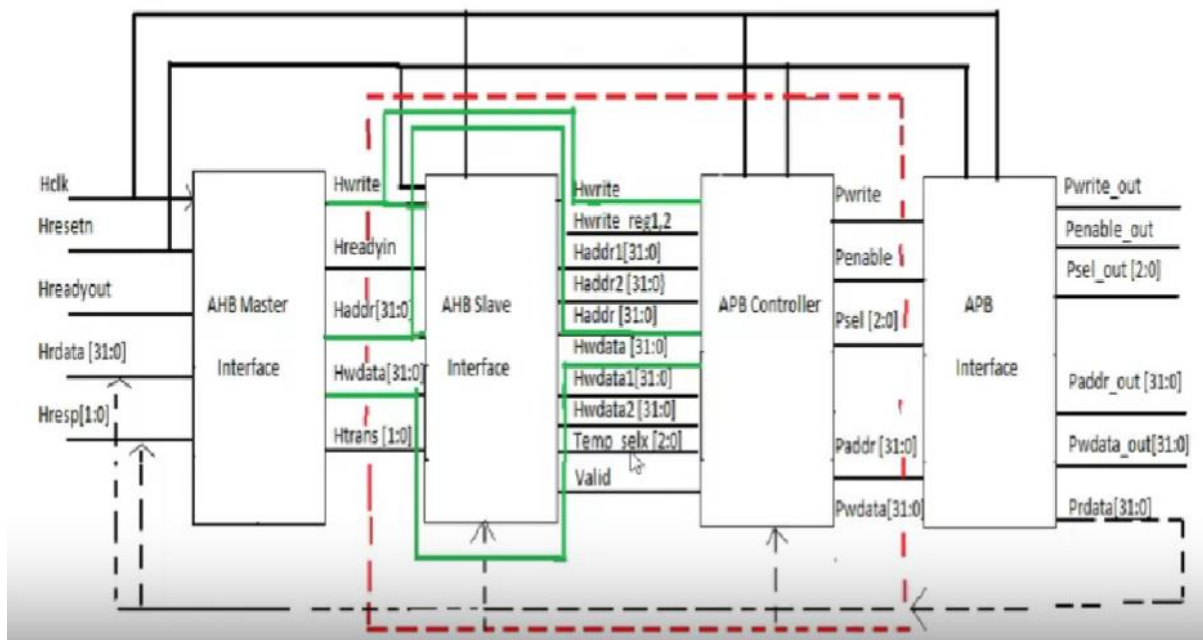 Hclk
Hresetn
Hreadyout
Hrdata [31:0]
Hresp[1:0]
AHB Master
Interface
Hwrite
Hreadyin
Haddr[31:0]
Hwdata[31:0]
Htrans [1:0]
AHB Slave
Interface
Hwrite
Hwrite_reg1,2
Haddr1[31:0]
Haddr2 [31:0}
Haddr [31:0]
Hwdata [31:0]
Hwdata1[31:0]
Hwdata2 [31:0]
Temp_selx [2:0]
Valid
APB Controller
Pwrite
Penable
Psel [2:0]
Paddr [31:0]
Pwdata[31:0]
APB
Interface
Pwrite_out
Penable_out
Psel_out [2:0]
Paddr_out [31:0]
Pwdata_out[31:0]
Prdata[31:0]